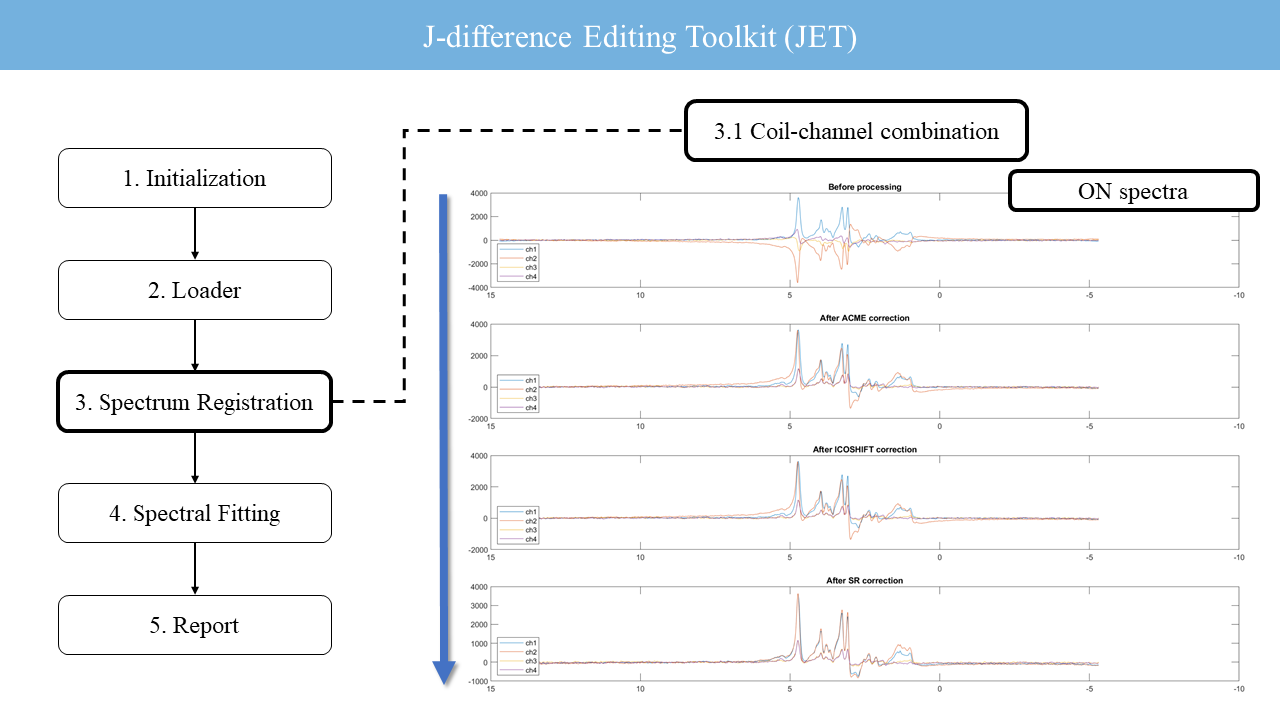 J-difference Editing Toolkit (JET)
1. Initialization
2. Loader
3. Spectrum Registration
4. Spectral Fitting
5. Report
3.1 Coil-channel combination
ON spectra
Before processing
4000
2000
0
-2000
-4000
ch1
ch2
ch3
ch4
15 10 5 0 -5 -10
After ACME correction
4000
2000
0
-2000
ch1
ch2
ch3
ch4
15 10 5 0 -5 -10
After ICOSHIFT correction
4000
2000
0
-2000
ch1
ch2
ch3
ch4
15 10 5 0 -5 -10
After SR correction
4000
3000
2000
1000
0
-1000
ch1
ch2
ch3
ch4
15 10 5 0 -5 -10